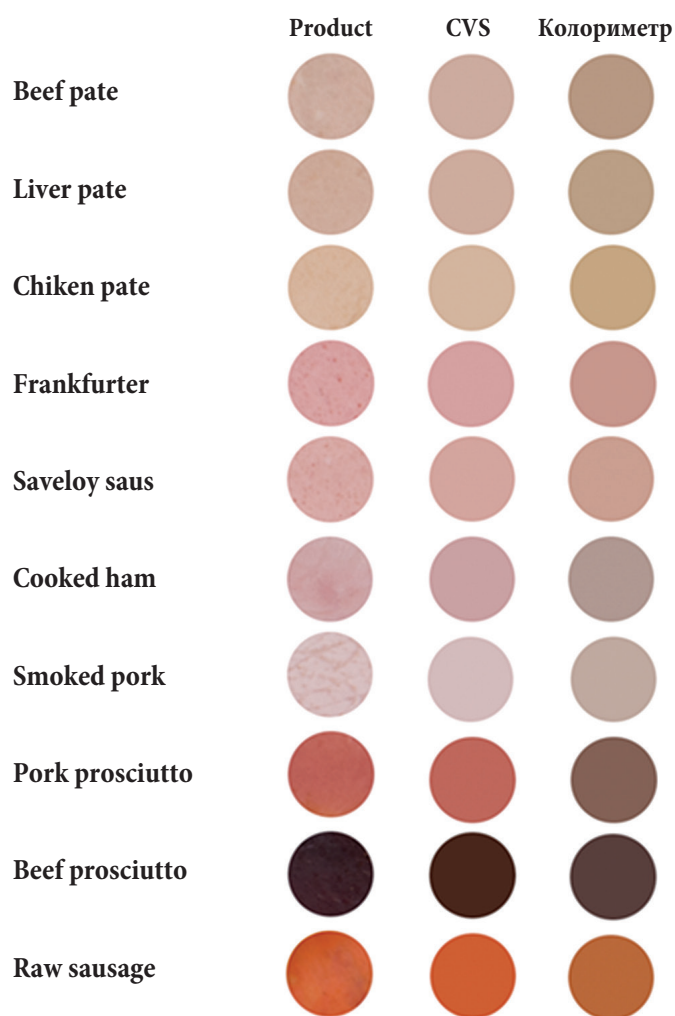 Product CVS Колориметр
Beef pate
Liver pate
Chiken pate
Frankfurter
Saveloy saus
Cooked ham
Smoked pork
Pork prosciutto
Beef prosciutto
Raw sausage